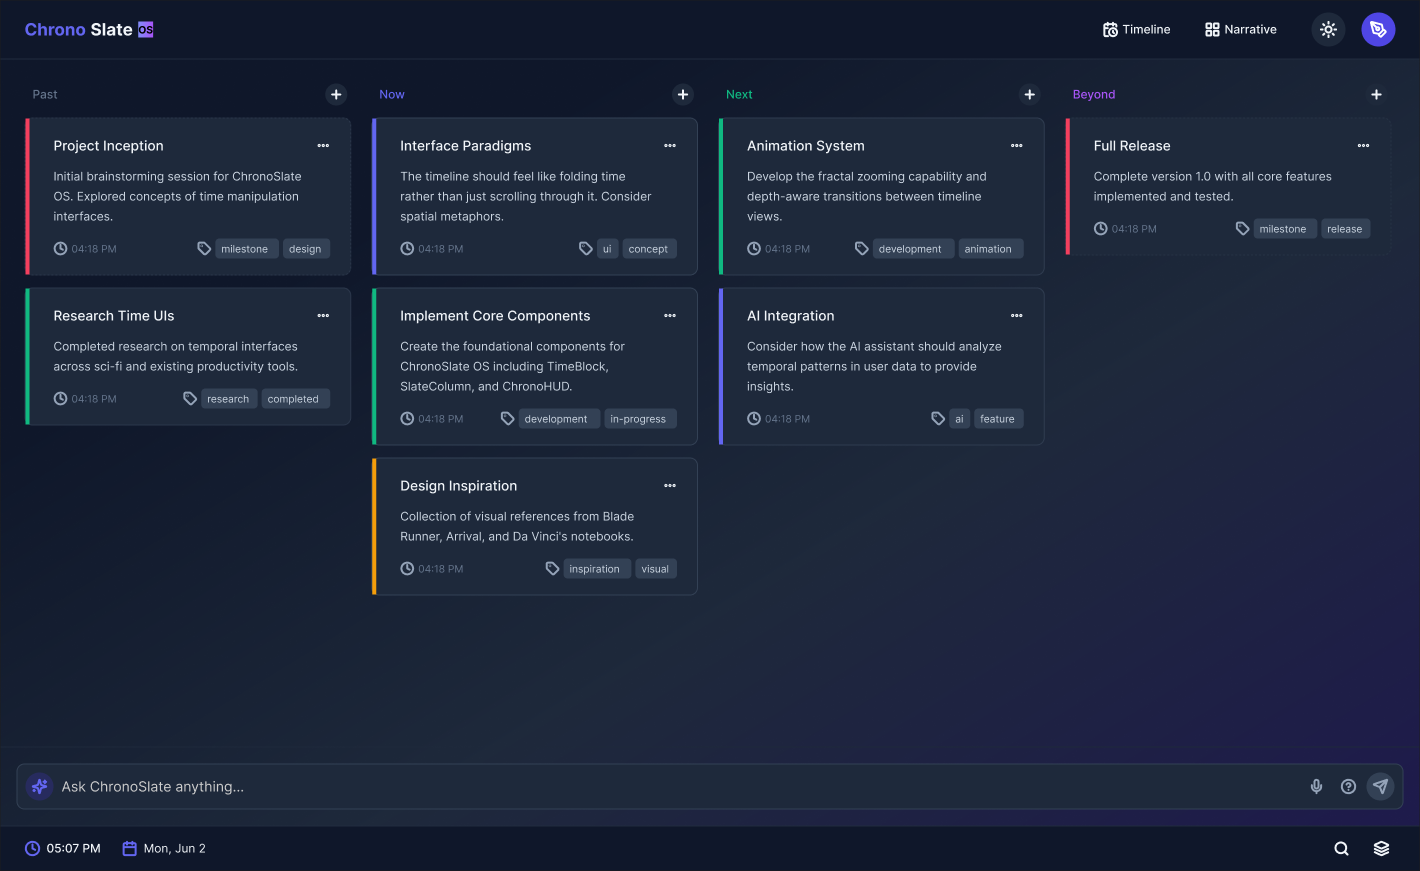 Chrono Slate OS
Timeline
Narrative
Past
Project Inception
Initial brainstorming session for ChronoSlate
OS. Explored concepts of time manipulation
interfaces.
04:18 PM
milestone
design
Research Time UIs
Completed research on temporal interfaces
across sci-fi and existing productivity tools.
04:18 PM
research
completed
Now
Interface Paradigms
The timeline should feel like folding time
rather than just scrolling through it. Consider
spatial metaphors.
04:18 PM
ui
concept
Implement Core Components
Create the foundational components for
ChronoSlate OS including TimeBlock,
SlateColumn, and ChronoHUD.
04:18 PM
development
in-progress
Design Inspiration
Collection of visual references from Blade
Runner, Arrival, and Da Vinci's notebooks.
04:18 PM
inspiration
visual
Next
Animation System
Develop the fractal zooming capability and
depth-aware transitions between timeline
views.
04:18 PM
development
animation
AI Integration
Consider how the AI assistant should analyze
temporal patterns in user data to provide
insights.
04:18 PM
ai
feature
Beyond
Full Release
Complete version 1.0 with all core features
implemented and tested.
04:18 PM
milestone
release
Ask ChronoSlate anything...
05:07 PM
Mon, Jun 2